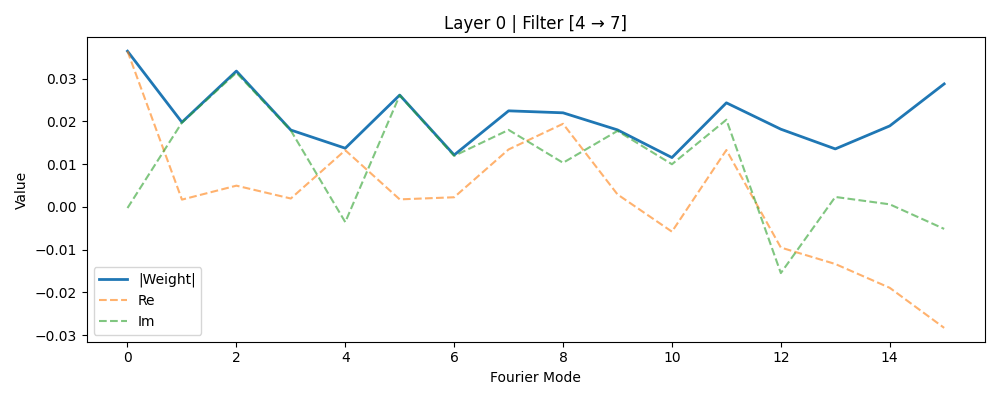 Layer 0 | Filter [4 → 7]
Value
0.03
0.02
0.01
0.00
−0.01
−0.02
−0.03
|Weight|
Re
Im
0 2 4 6 8 10 12 14
Fourier Mode